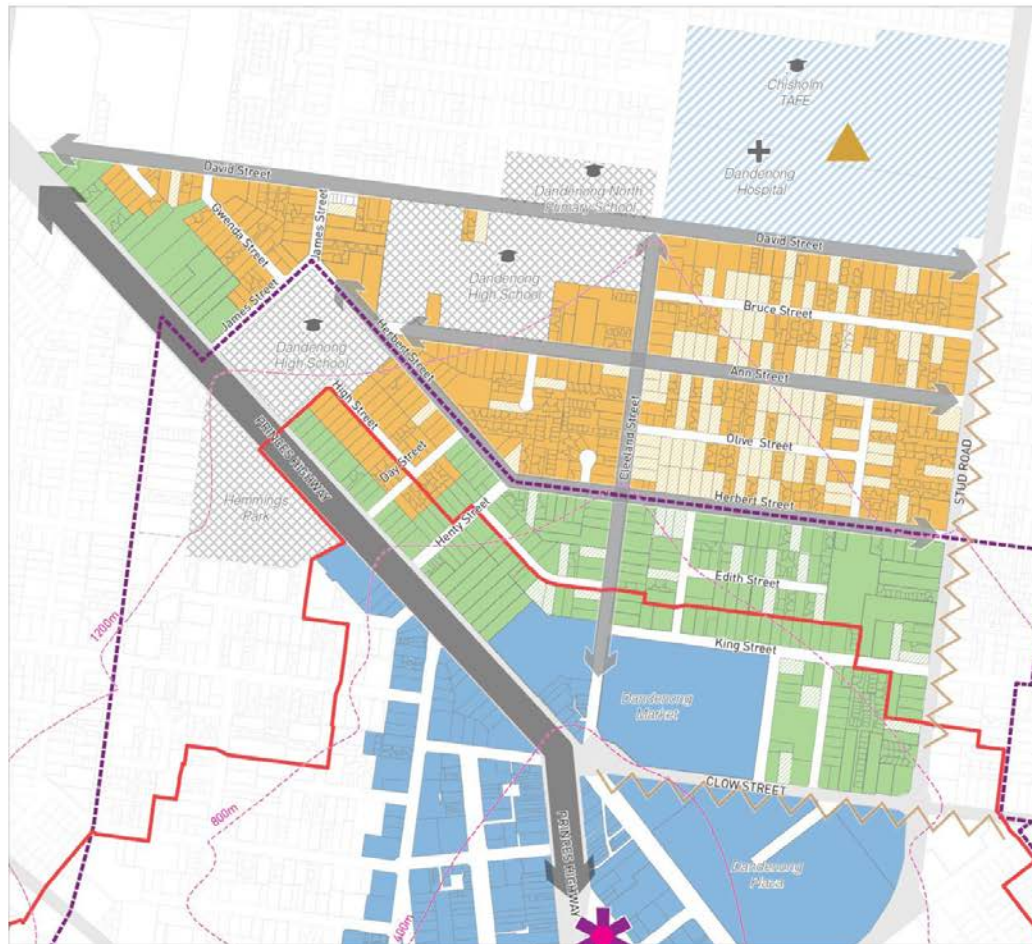 Chisholm
TAFE
Dandenong
Hospital
David Street
Dandenong North
Primary School
James Street
Gwenda Street
David Street
Dandenong
High School
Bruce Street
James Street
Dandenong
High School
Herbert Street
Ann Street
High Street
PRINCES HIGHWAY
Day Street
Cleeland Street
Olive Street
STUD ROAD
Hemmings
Park
Henty Street
Herbert Street
Edith Street
1200m
King Street
Dandenong
Market
CLOW STREET
800m
PRINCES HIGHWAY
Dandenong
Plaza
400m